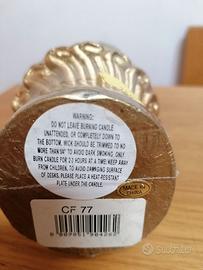 WARNING:
DO NOT LEAVE BURNING CANDLE
UNATTENDED, OR COMPLETELY DOWN TO
THE BOTTOM, WICK SHOULD BE TRIMMED TO NO
MORE THAN 1/4" TO AVOID DARK SMOKING, ONLY
BURN CANDLE FOR 2-3 HOURS AT A TIME; KEEP AWAY
FROM CHILDREN. TO AVOID DAMAGING SURFACE
OF DESKS, PLEASE PLACE A HEAT-RESISTANT
PLATE UNDER THE CANDLE.
MADE IN
CHINA
CF 77
Subito.it